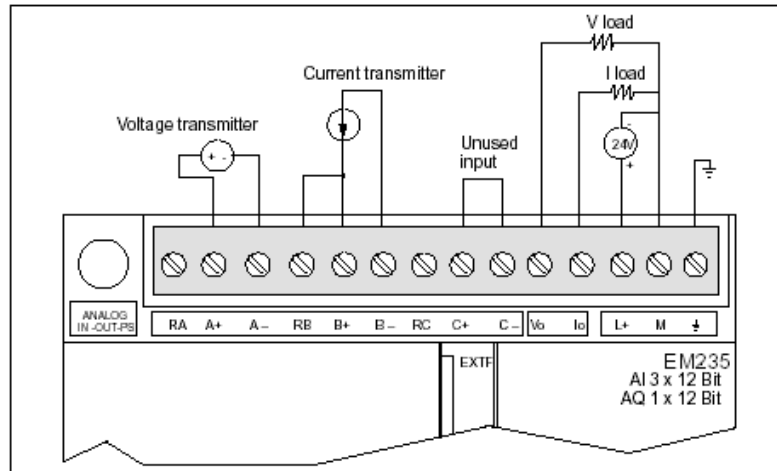 V load
Current transmitter
I load
Voltage transmitter
Unused
input
+ -
-
24V
+
ANALOG
IN -OUT-PS
RA A+ A– RB B+ B– RC C+ C– Vo Io L+ M
EXTF
EM235
AI 3 x 12 Bit
AQ 1 x 12 Bit